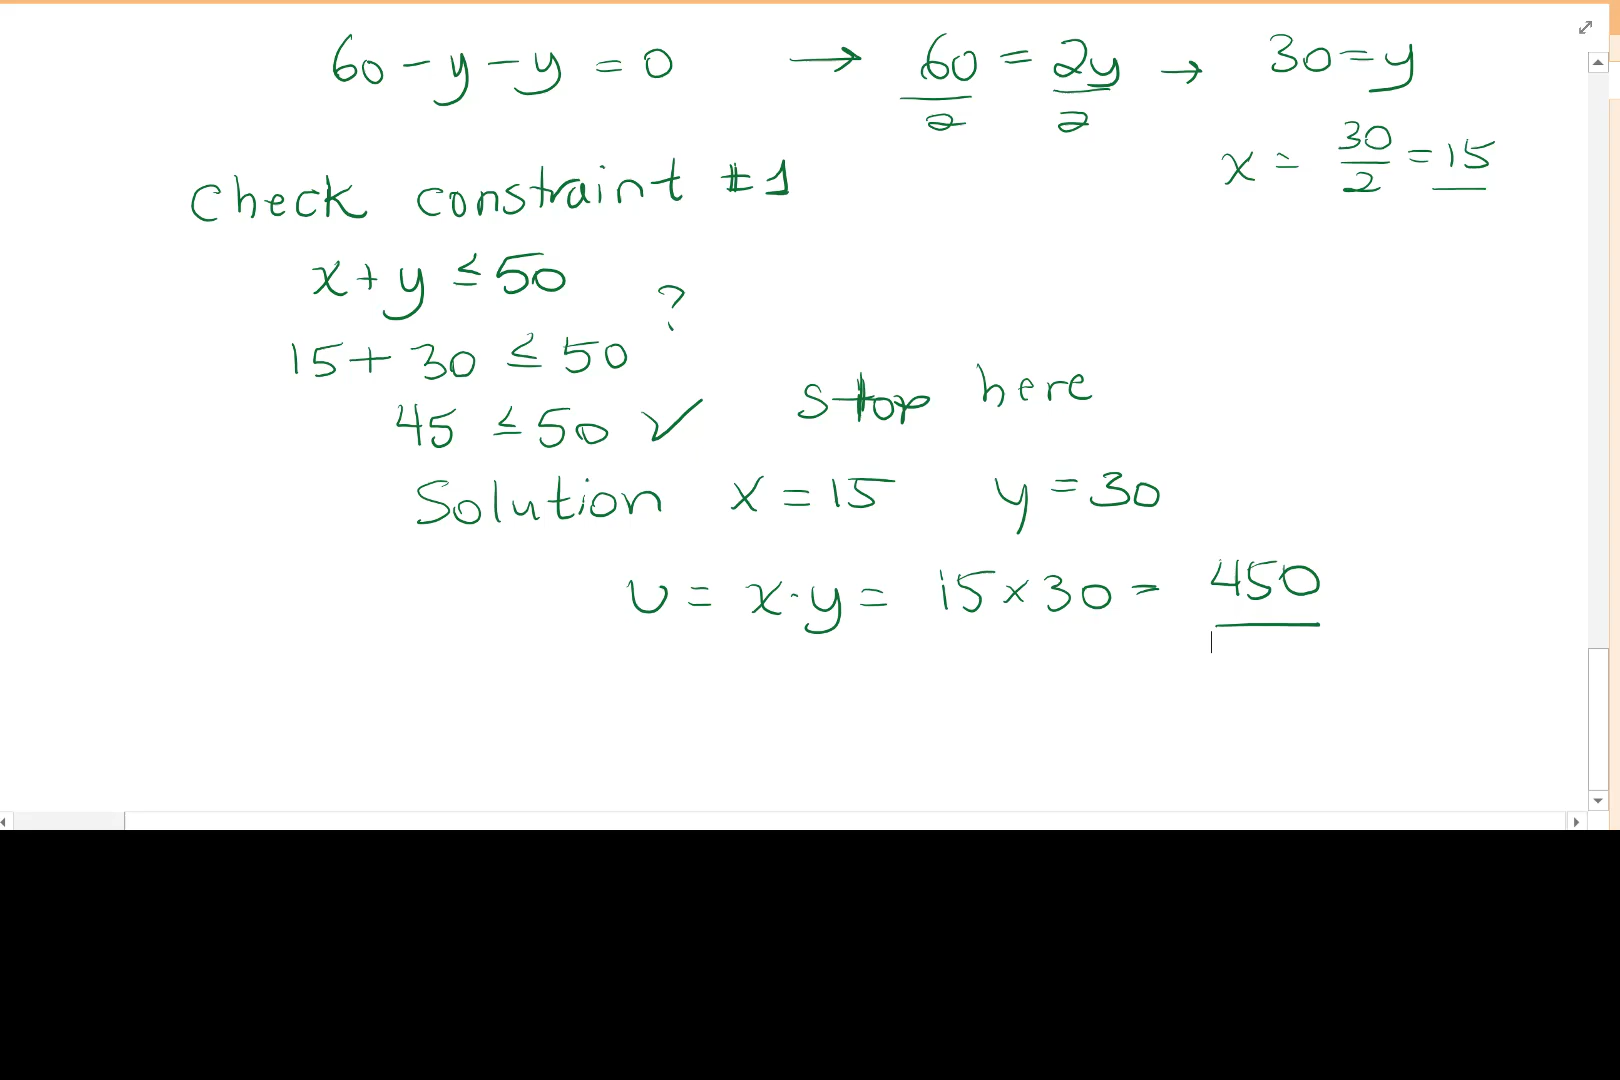 60 - y - y = 0 → 60/2 = 2y/2 → 30 = y
x = 30/2 = 15
Check constraint #1
x + y ≤ 50
15 + 30 ≤ 50 ?
45 ≤ 50 ✓ stop here
Solution x = 15 y = 30
U = x · y = 15 × 30 = 450